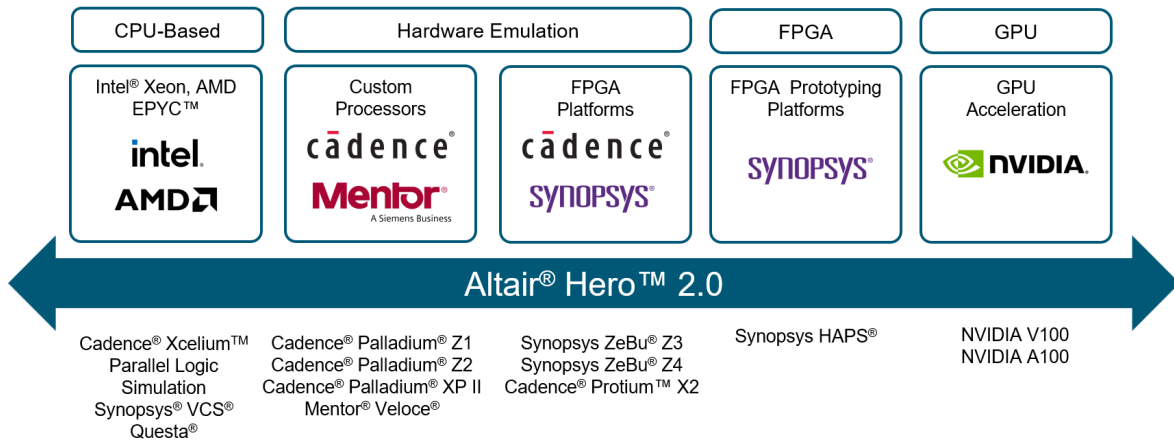 CPU-Based
Hardware Emulation
FPGA
GPU
Intel® Xeon, AMD
EPYC™
intel.
AMD
Custom
Processors
cādence®
Mentor®
A Siemens Business
FPGA
Platforms
cādence®
SYNOPSYS®
FPGA Prototyping
Platforms
SYNOPSYS®
GPU
Acceleration
NVIDIA.
Altair® Hero™ 2.0
Cadence® Xcelium™
Parallel Logic
Simulation
Synopsys® VCS®
Questa®
Cadence® Palladium® Z1
Cadence® Palladium® Z2
Cadence® Palladium® XP II
Mentor® Veloce®
Synopsys ZeBu® Z3
Synopsys ZeBu® Z4
Cadence® Protium™ X2
Synopsys HAPS®
NVIDIA V100
NVIDIA A100